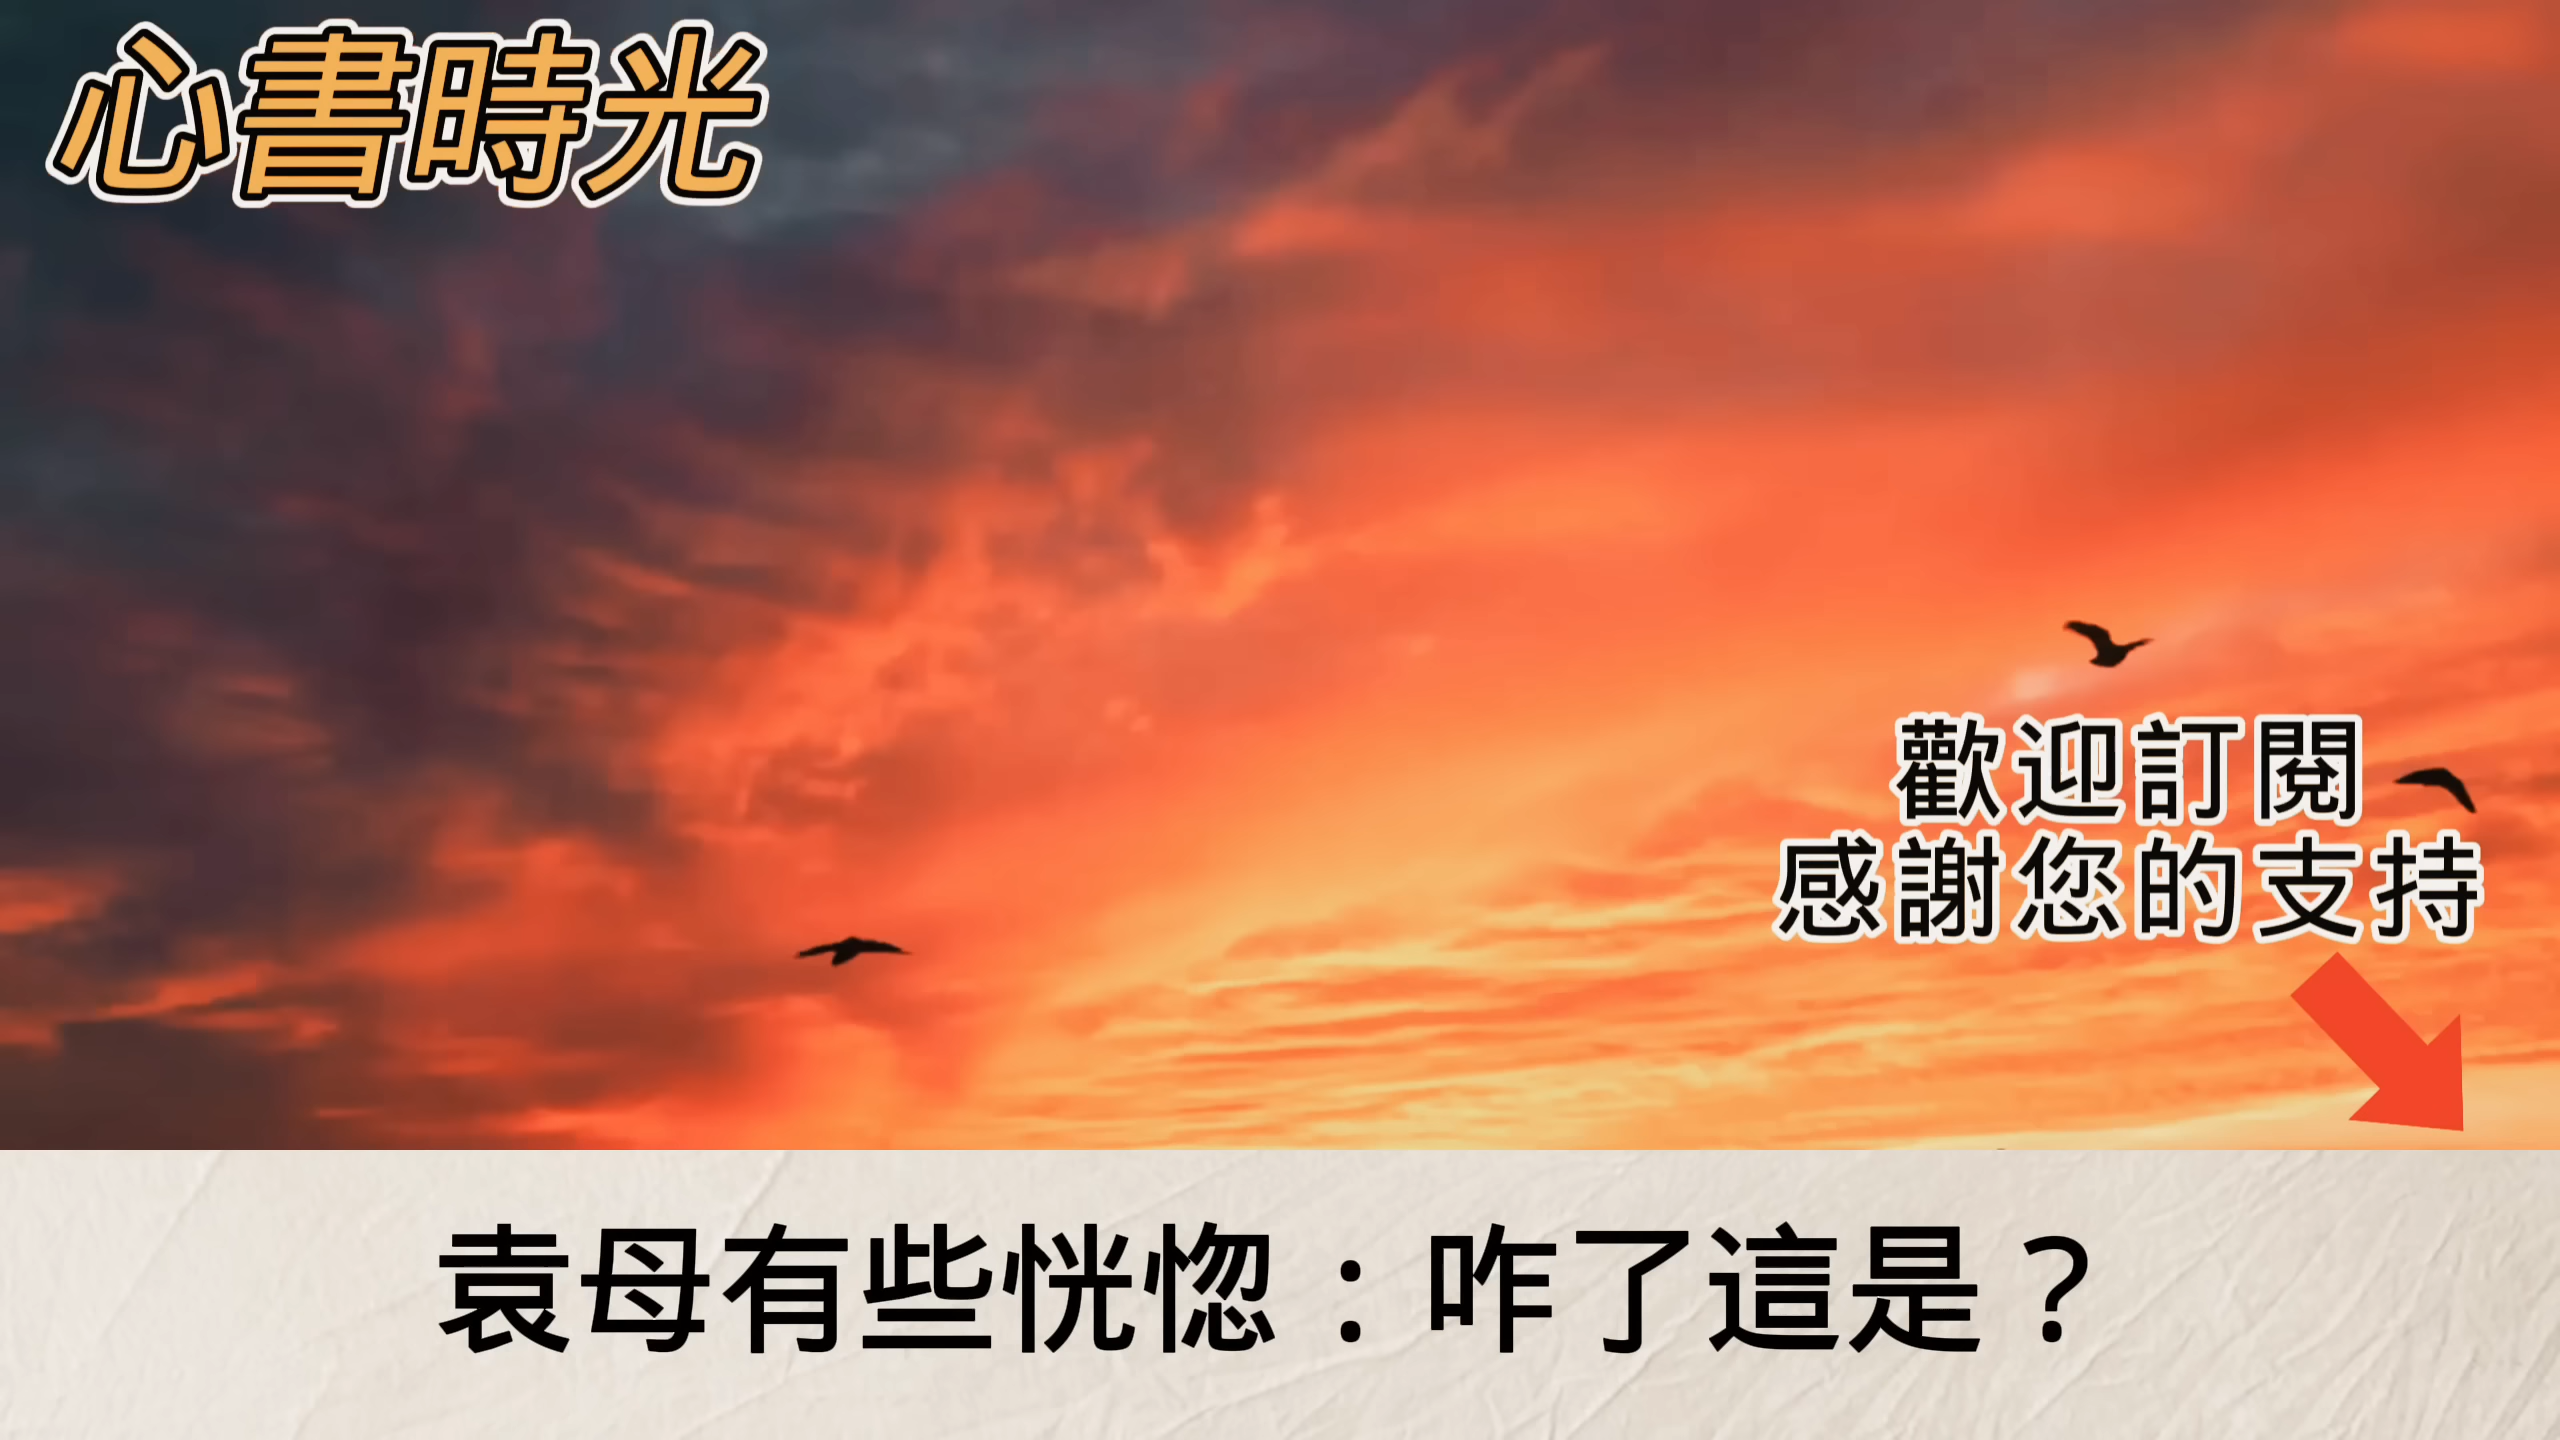 心書時光
歡迎訂閱
感謝您的支持
袁母有些恍惚：咋了這是？